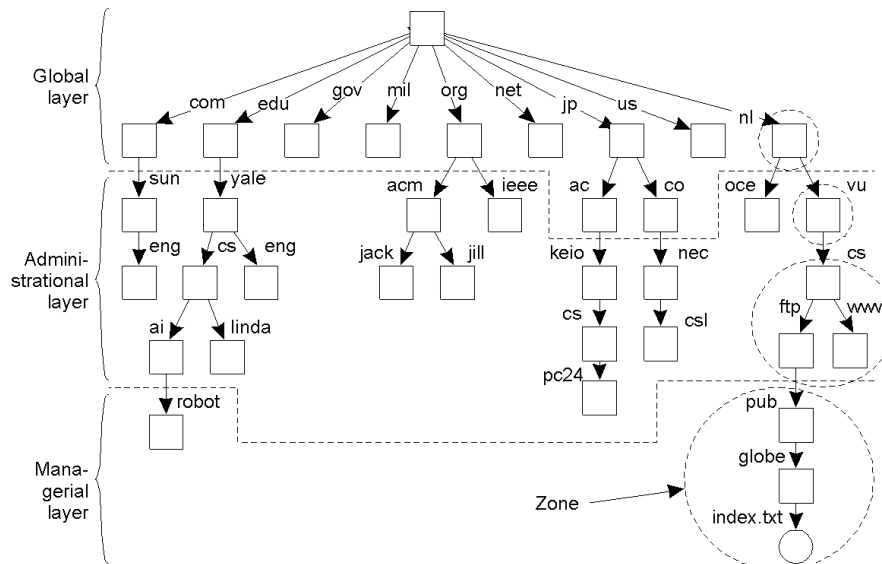 Global
layer
com
edu
gov
mil
org
net
jp
us
nl
sun
yale
acm
ieee
ac
co
oce
vu
Adminis-
trational
layer
eng
cs
eng
jack
jill
keio
nec
cs
ai
linda
cs
csl
ftp
www
pc24
robot
pub
Mana-
gerial
layer
globe
Zone
index.txt